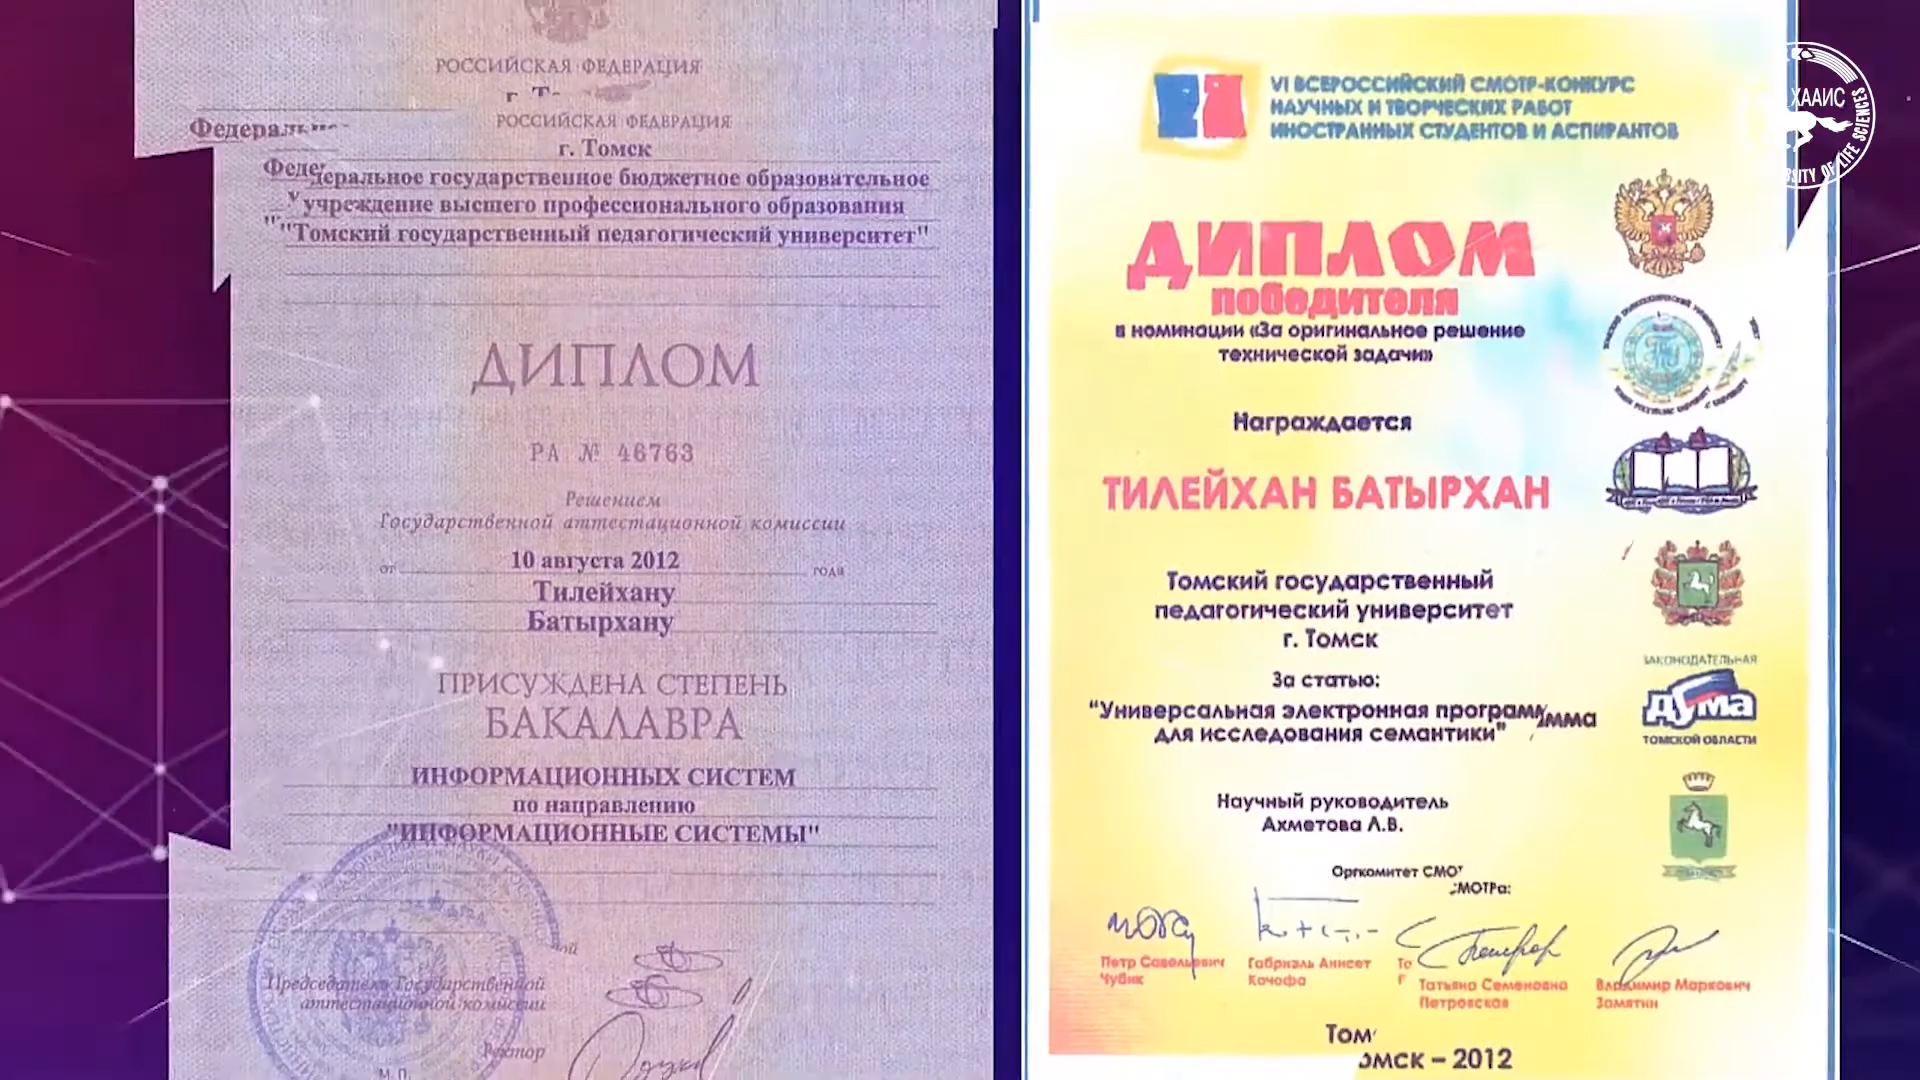 РОССИЙСКАЯ ФЕДЕРАЦИЯ
РОССИЙСКАЯ ФЕДЕРАЦИЯ
г. Томск
Федеральное государственное бюджетное образовательное
учреждение высшего профессионального образования
"Томский государственный педагогический университет"
ДИПЛОМ
РА № 46763
Решением
Государственной аттестационной комиссии
от 10 августа 2012 года
Тилейхану
Батырхану
ПРИСУЖДЕНА СТЕПЕНЬ
БАКАЛАВРА
ИНФОРМАЦИОННЫХ СИСТЕМ
по направлению
"ИНФОРМАЦИОННЫЕ СИСТЕМЫ"
Председатель Государственной
аттестационной комиссии
Ректор
М.П.
VI ВСЕРОССИЙСКИЙ СМОТР-КОНКУРС
НАУЧНЫХ И ТВОРЧЕСКИХ РАБОТ
ИНОСТРАННЫХ СТУДЕНТОВ И АСПИРАНТОВ
ДИПЛОМ
победителя
в номинации «За оригинальное решение
технической задачи»
Награждается
ТИЛЕЙХАН БАТЫРХАН
Томский государственный
педагогический университет
г. Томск
За статью:
“Универсальная электронная программа
для исследования семантики”
Научный руководитель
Ахметова Л.В.
Оргкомитет СМОТРа:
Петр Савельевич
Чубик
Габриэль Анисет
Качофа
Татьяна Семеновна
Петровская
Владимир Маркович
Замятин
Томск – 2012
ЗАКОНОДАТЕЛЬНАЯ
дума
ТОМСКОЙ ОБЛАСТИ
ХААИС
OF LIFE SCIENCES